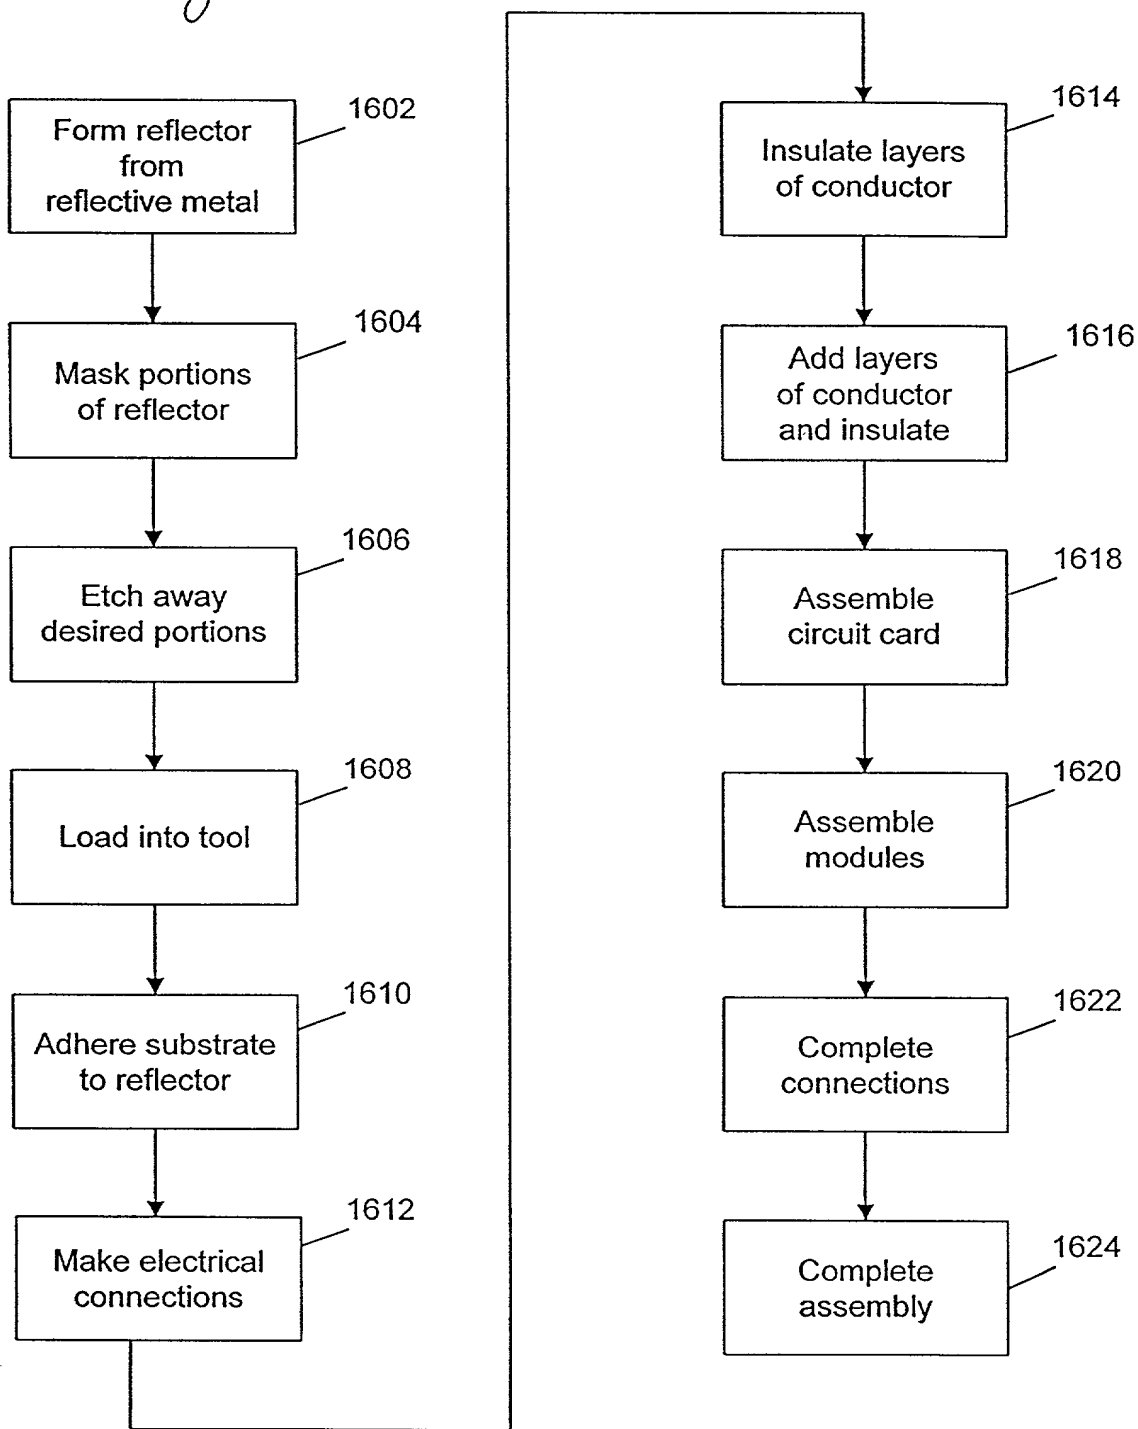 Form reflector
from
reflective metal
1602
Mask portions
of reflector
1604
Etch away
desired portions
1606
Load into tool
1608
Adhere substrate
to reflector
1610
Make electrical
connections
1612
Insulate layers
of conductor
1614
Add layers
of conductor
and insulate
1616
Assemble
circuit card
1618
Assemble
modules
1620
Complete
connections
1622
Complete
assembly
1624